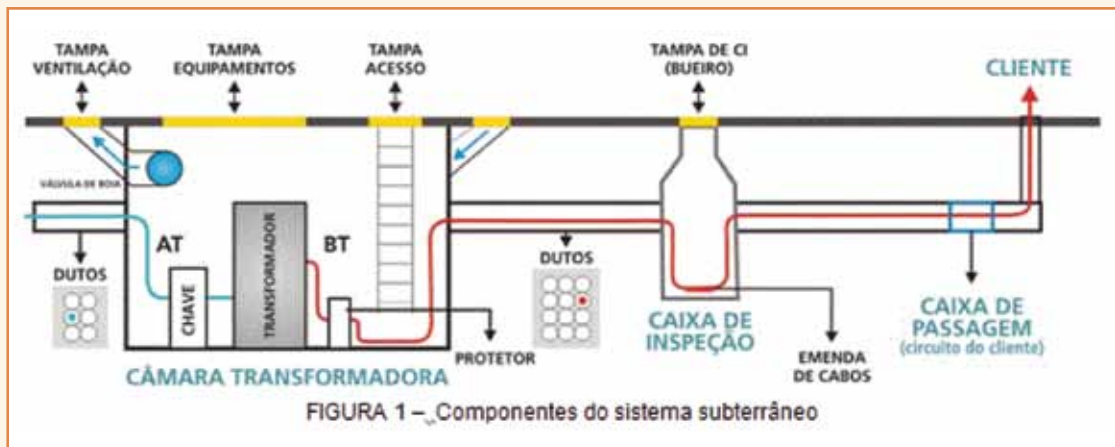 TAMPA
VENTILAÇÃO
TAMPA
EQUIPAMENTOS
TAMPA
ACESSO
TAMPA DE CI
(BUEIRO)
CLIENTE
VÁLVULA DE BOIA
AT
BT
DUTOS
CHAVE
TRANSFORMADOR
PROTETOR
DUTOS
CAIXA DE
INSPEÇÃO
EMENDA
DE CABOS
CAIXA DE
PASSAGEM
(circuito do cliente)
CÂMARA TRANSFORMADORA
FIGURA 1 – Componentes do sistema subterrâneo